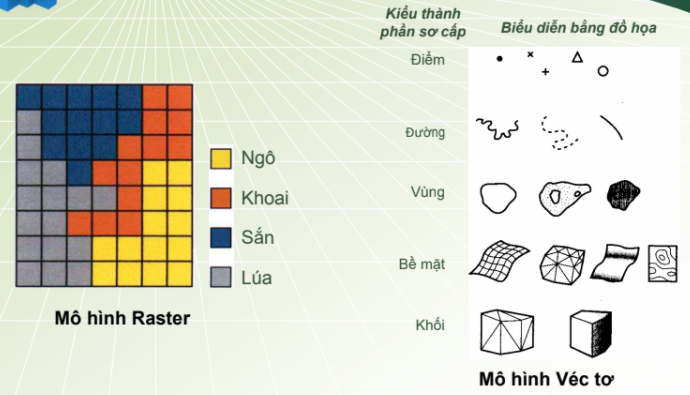 Ngô
Khoai
Sắn
Lúa
Mô hình Raster
Kiểu thành
phần sơ cấp
Biểu diễn bằng đồ họa
Điểm
Đường
Vùng
Bề mặt
Khối
Mô hình Véc tơ